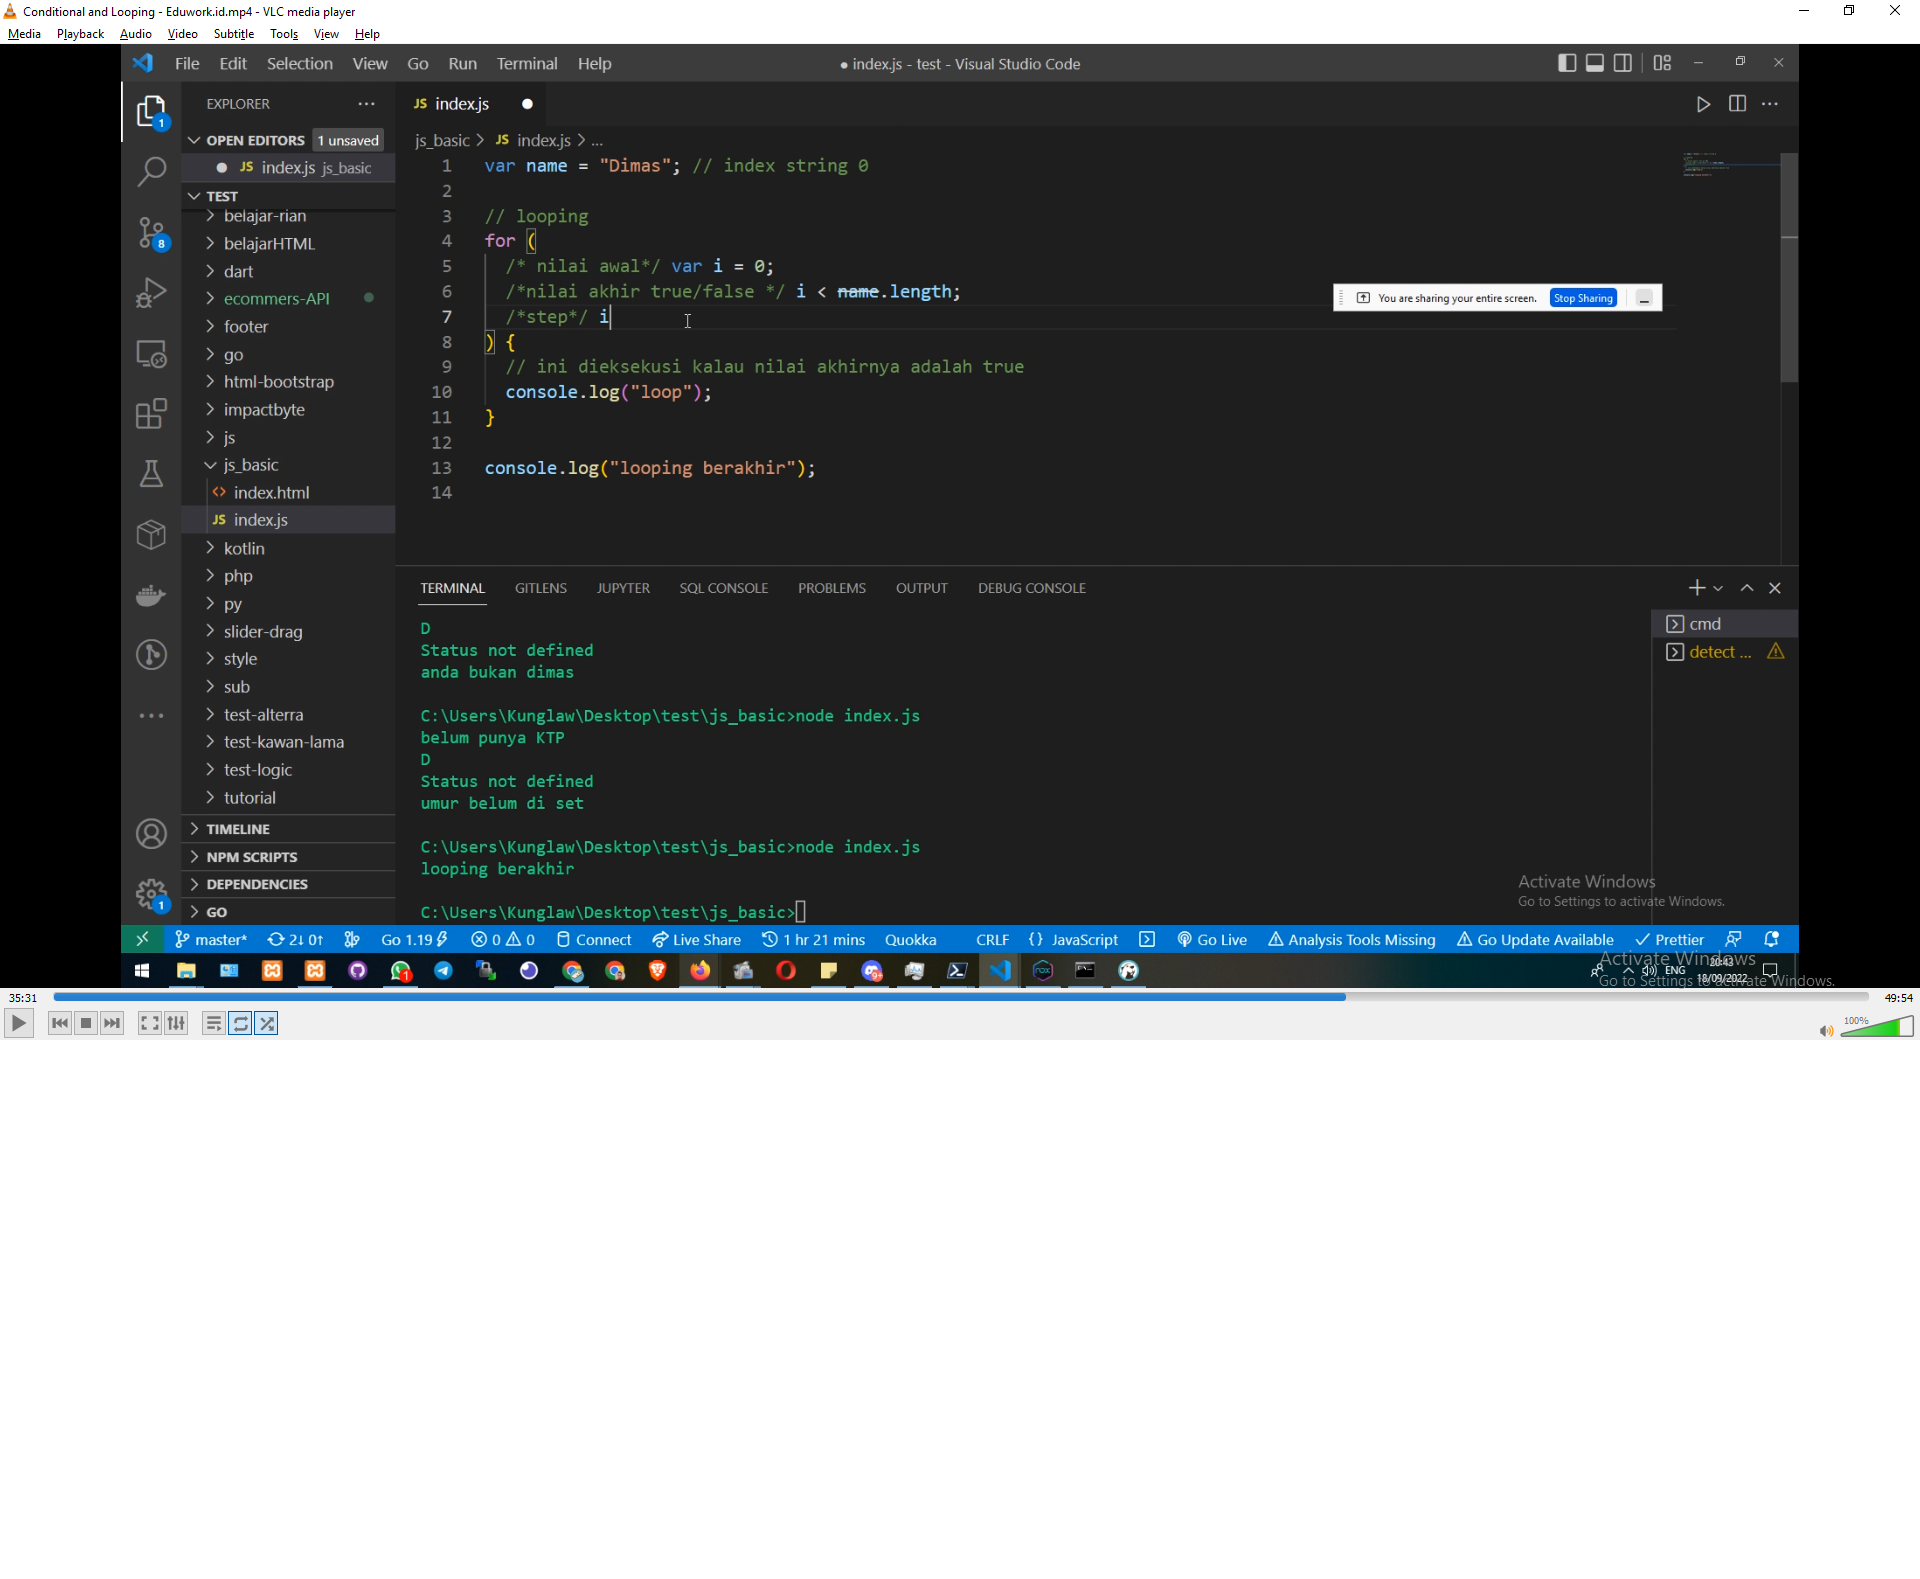 Conditional and Looping - Eduwork.id.mp4 - VLC media player
Media Playback Audio Video Subtitle Tools View Help
File Edit Selection View Go Run Terminal Help
● index.js - test - Visual Studio Code
EXPLORER ...
OPEN EDITORS 1 unsaved
JS index.js js_basic
TEST
belajar-rian
belajarHTML
dart
ecommers-API
footer
go
html-bootstrap
impactbyte
js
js_basic
<> index.html
JS index.js
kotlin
php
py
slider-drag
style
sub
test-alterra
test-kawan-lama
test-logic
tutorial
TIMELINE
NPM SCRIPTS
DEPENDENCIES
GO
1
8
1
JS index.js ●
js_basic > JS index.js > ...
1 var name = "Dimas"; // index string 0
2
3 // looping
4 for (
5 /* nilai awal*/ var i = 0;
6 /*nilai akhir true/false */ i < name.length;
7 /*step*/ i
8 ) {
9 // ini dieksekusi kalau nilai akhirnya adalah true
10 console.log("loop");
11 }
12
13 console.log("looping berakhir");
14
You are sharing your entire screen. Stop Sharing
TERMINAL GITLENS JUPYTER SQL CONSOLE PROBLEMS OUTPUT DEBUG CONSOLE
D
Status not defined
anda bukan dimas
C:\Users\Kunglaw\Desktop\test\js_basic>node index.js
belum punya KTP
D
Status not defined
umur belum di set
C:\Users\Kunglaw\Desktop\test\js_basic>node index.js
looping berakhir
C:\Users\Kunglaw\Desktop\test\js_basic>
cmd
detect ...
Activate Windows
Go to Settings to activate Windows.
master* 2↓ 0↑ Go 1.19 0 0 Connect Live Share 1 hr 21 mins Quokka CRLF {} JavaScript Go Live Analysis Tools Missing Go Update Available Prettier
Activate Windows
Go to Settings to activate Windows.
ENG
20:43
18/09/2022
35:31
49:54
100%